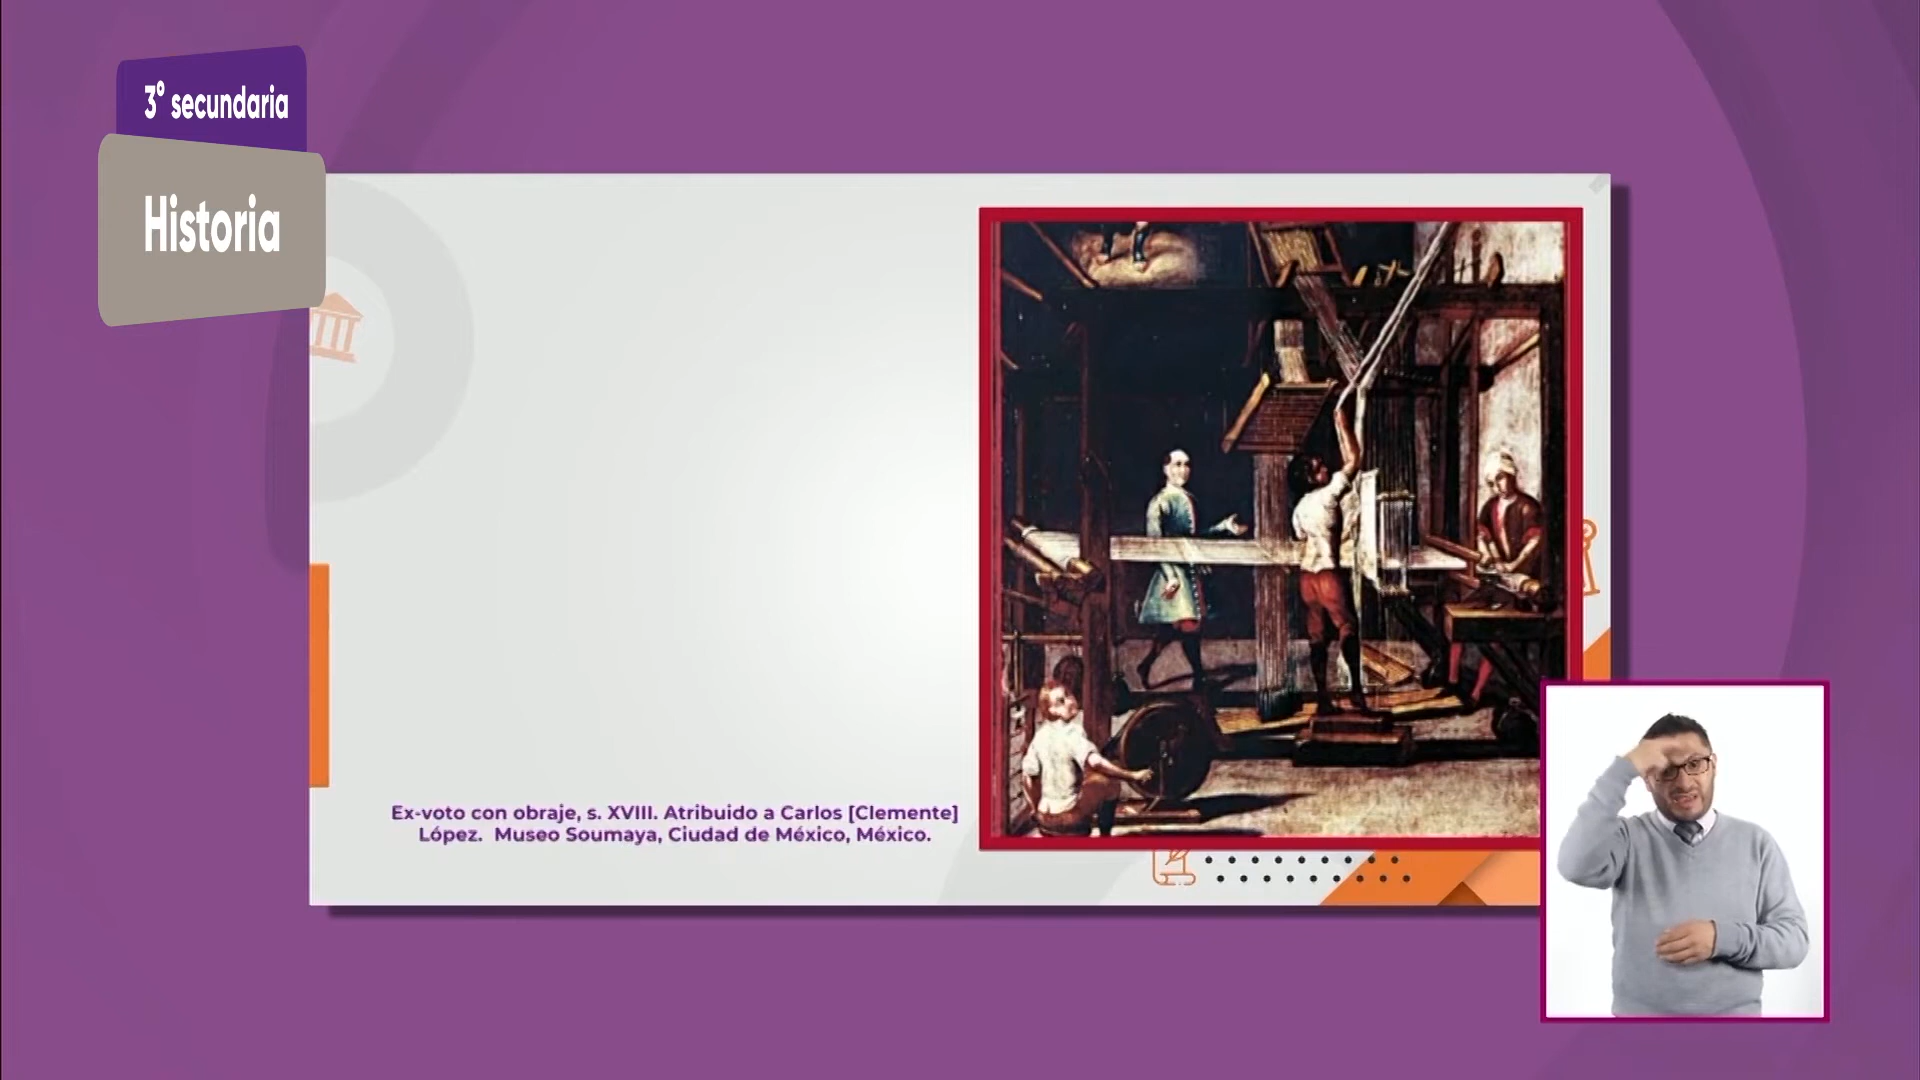 3° secundaria
Historia
Ex-voto con obraje, s. XVIII. Atribuido a Carlos [Clemente]
López. Museo Soumaya, Ciudad de México, México.